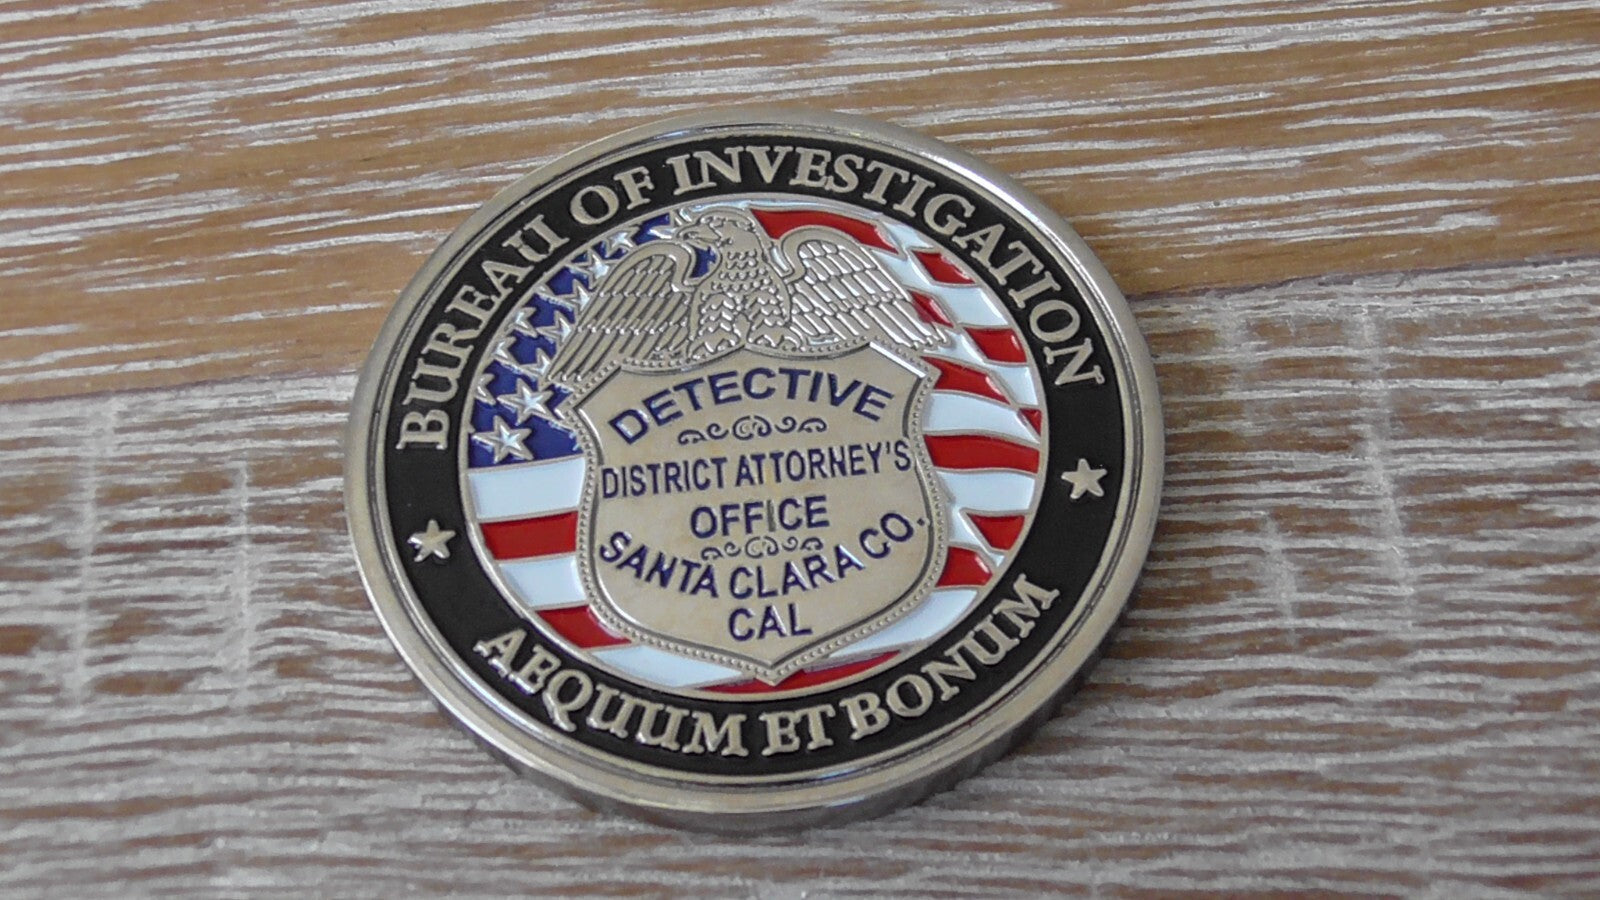 BUREAU OF INVESTIGATION
DETECTIVE
DISTRICT ATTORNEY'S
OFFICE
SANTA CLARA CO.
CAL
AEQUUM ET BONUM